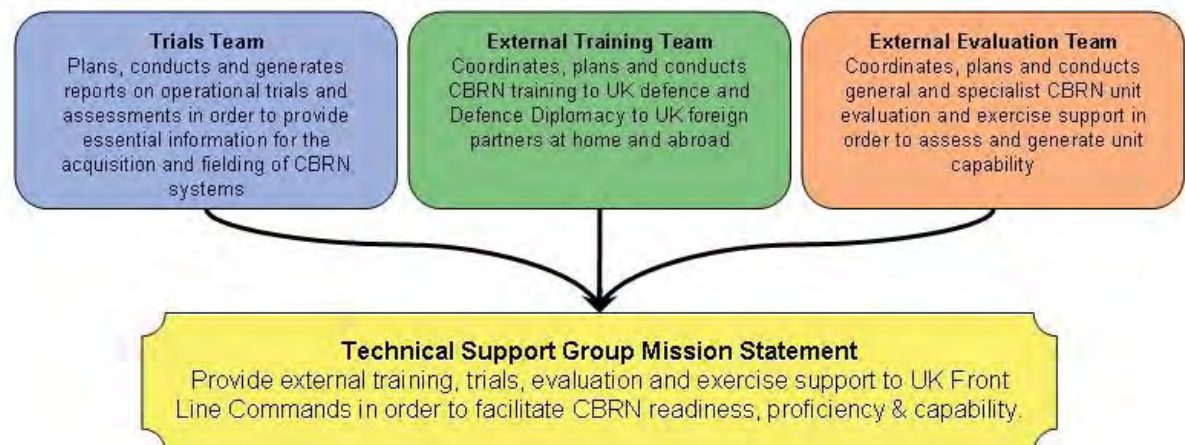 Trials Team
Plans, conducts and generates
reports on operational trials and
assessments in order to provide
essential information for the
acquisition and fielding of CBRN
systems
External Training Team
Coordinates, plans and conducts
CBRN training to UK defence and
Defence Diplomacy to UK foreign
partners at home and abroad
External Evaluation Team
Coordinates, plans and conducts
general and specialist CBRN unit
evaluation and exercise support in
order to assess and generate unit
capability
Technical Support Group Mission Statement
Provide external training, trials, evaluation and exercise support to UK Front
Line Commands in order to facilitate CBRN readiness, proficiency & capability.